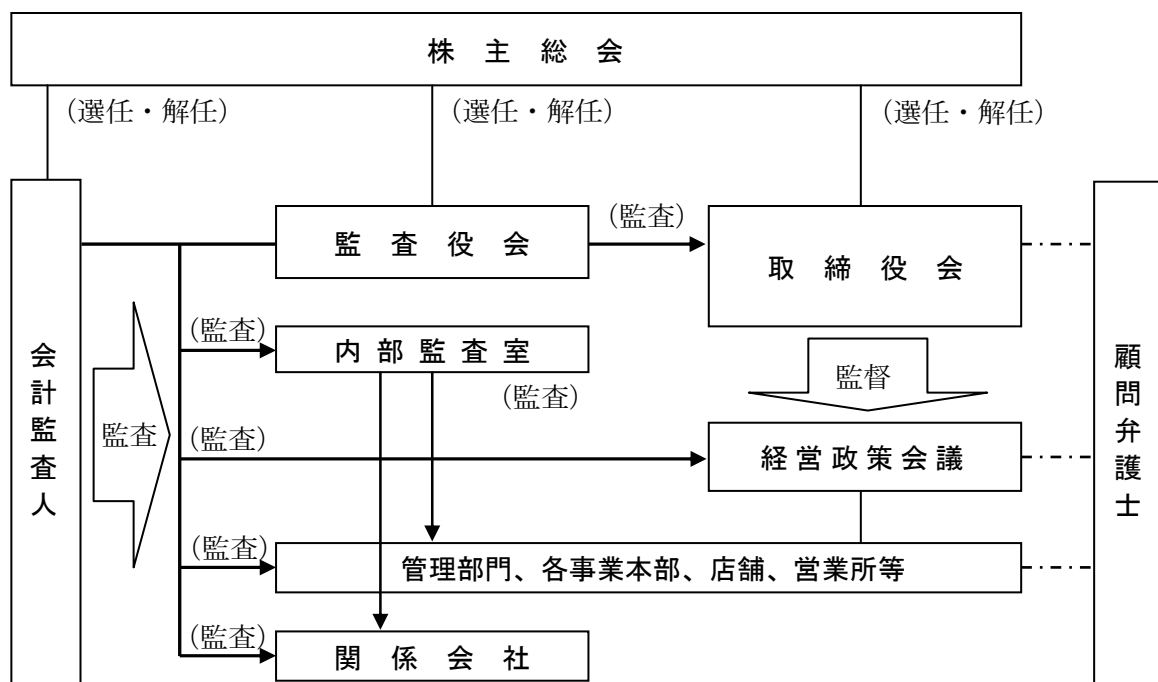 株主総会
（選任・解任）
（選任・解任）
（選任・解任）
会計監査人
監査役会
（監査）
取締役会
顧問弁護士
（監査）
内部監査室
（監査）
監督
監査
（監査）
経営政策会議
（監査）
管理部門、各事業本部、店舗、営業所等
（監査）
関係会社